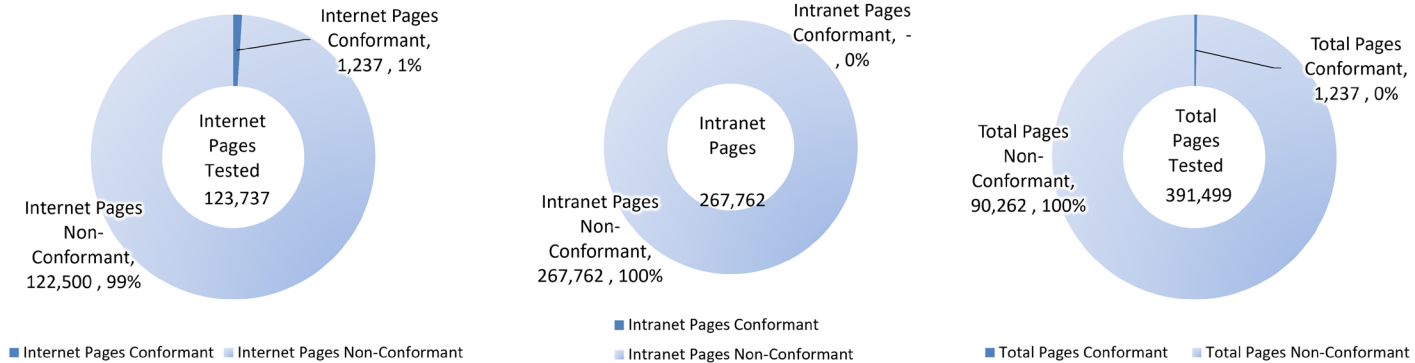 Internet Pages
Conformant,
1,237 , 1%
Internet
Pages
Tested
123,737
Internet Pages
Non-
Conformant,
122,500 , 99%
Internet Pages Conformant
Internet Pages Non-Conformant
Intranet Pages
Conformant, -
, 0%
Intranet
Pages
267,762
Intranet Pages
Non-
Conformant,
267,762 , 100%
Intranet Pages Conformant
Intranet Pages Non-Conformant
Total Pages
Conformant,
1,237 , 0%
Total
Pages
Tested
391,499
Total Pages
Non-
Conformant,
90,262 , 100%
Total Pages Conformant
Total Pages Non-Conformant